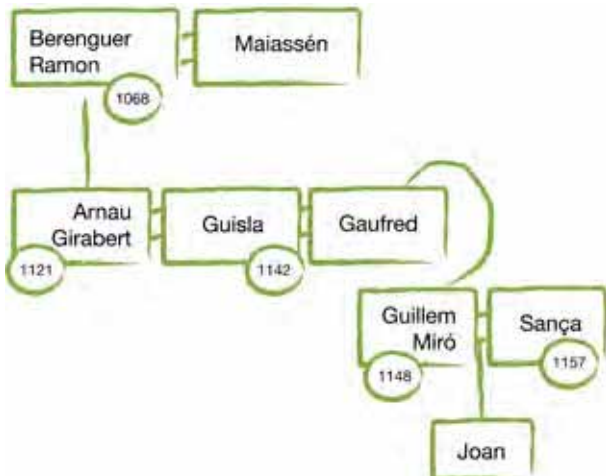 Berenguer
Ramon
Maiassén
1068
Arnau
Girabert
Guisla
Gaufred
1121
1142
Guillem
Miró
Sança
1148
1157
Joan